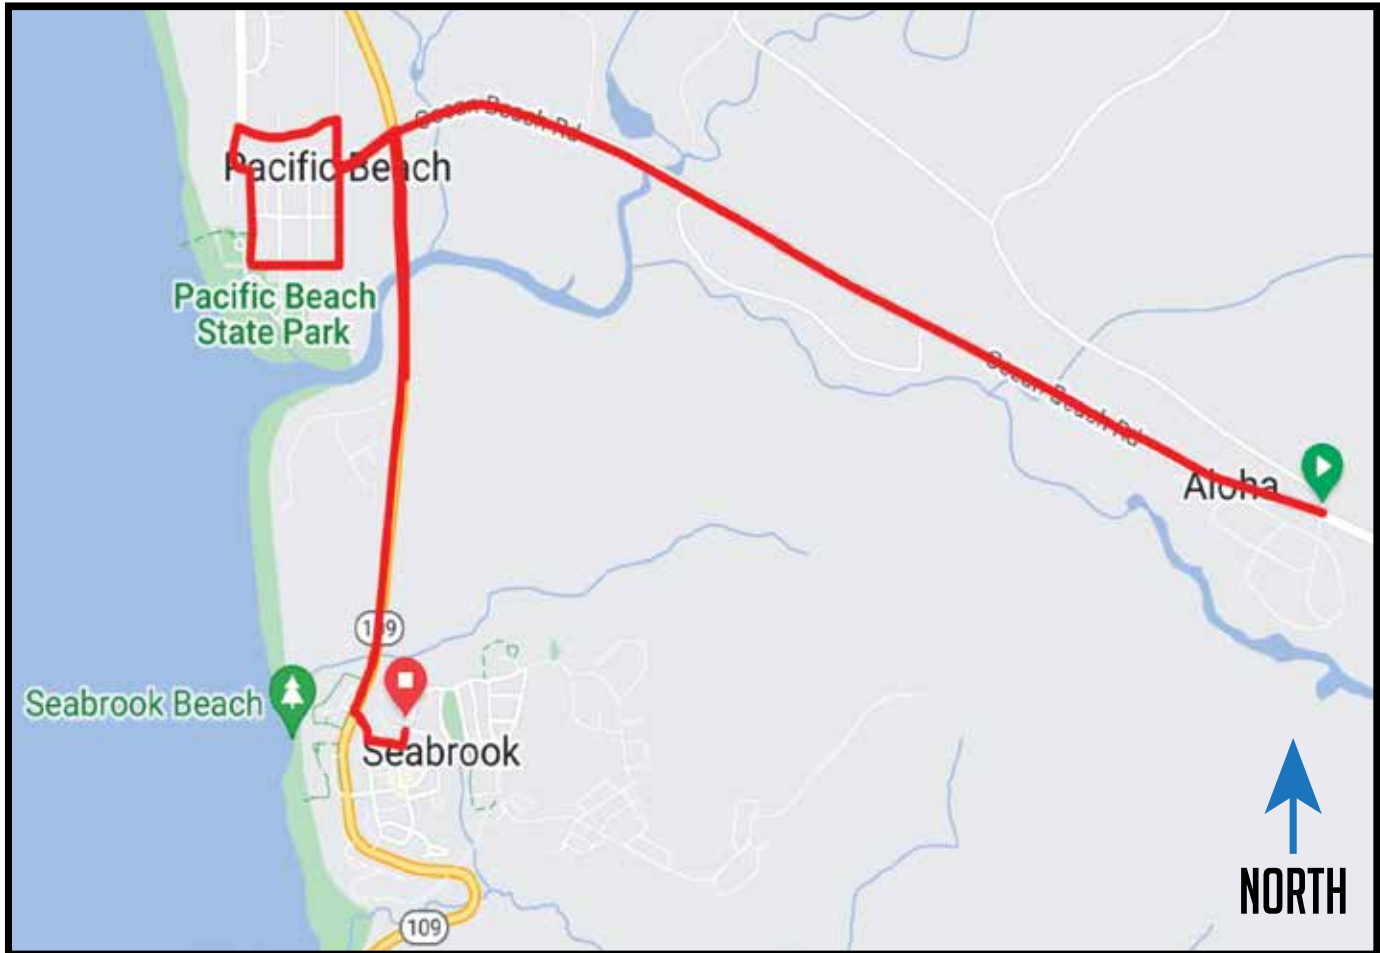 Ocean Beach Rd
Pacific Beach
Pacific Beach
State Park
Ocean Beach Rd
Aloha
109
Seabrook Beach
Seabrook
109
NORTH